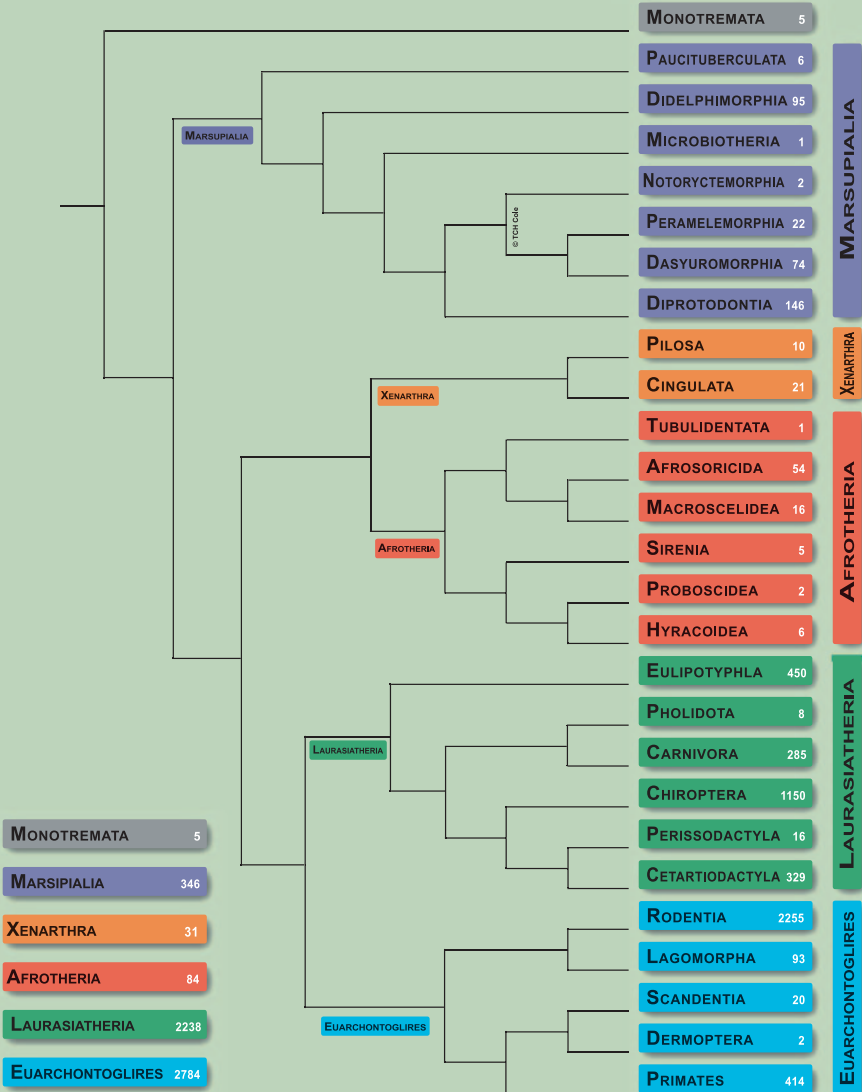 MONOTREMATA 5
PAUCITUBERCULATA 6
DIDELPHIMORPHIA 95
MICROBIOTHERIA 1
NOTORYCTEMORPHIA 2
PERAMELEMORPHIA 22
DASYUROMORPHIA 74
DIPROTODONTIA 146
MARSUPIALIA
MARSUPIALIA
© TCH Cole
PILOSA 10
CINGULATA 21
XENARTHRA
XENARTHRA
TUBULIDENTATA 1
AFROSORICIDA 54
MACROSCELIDEA 16
SIRENIA 5
PROBOSCIDEA 2
HYRACOIDEA 6
AFROTHERIA
AFROTHERIA
EULIPOTYPHLA 450
PHOLIDOTA 8
CARNIVORA 285
CHIROPTERA 1150
PERISSODACTYLA 16
CETARTIODACTYLA 329
LAURASIATHERIA
LAURASIATHERIA
RODENTIA 2255
LAGOMORPHA 93
SCANDENTIA 20
DERMOPTERA 2
PRIMATES 414
EUARCHONTOGLIRES
EUARCHONTOGLIRES
MONOTREMATA 5
MARSIPIALIA 346
XENARTHRA 31
AFROTHERIA 84
LAURASIATHERIA 2238
EUARCHONTOGLIRES 2784